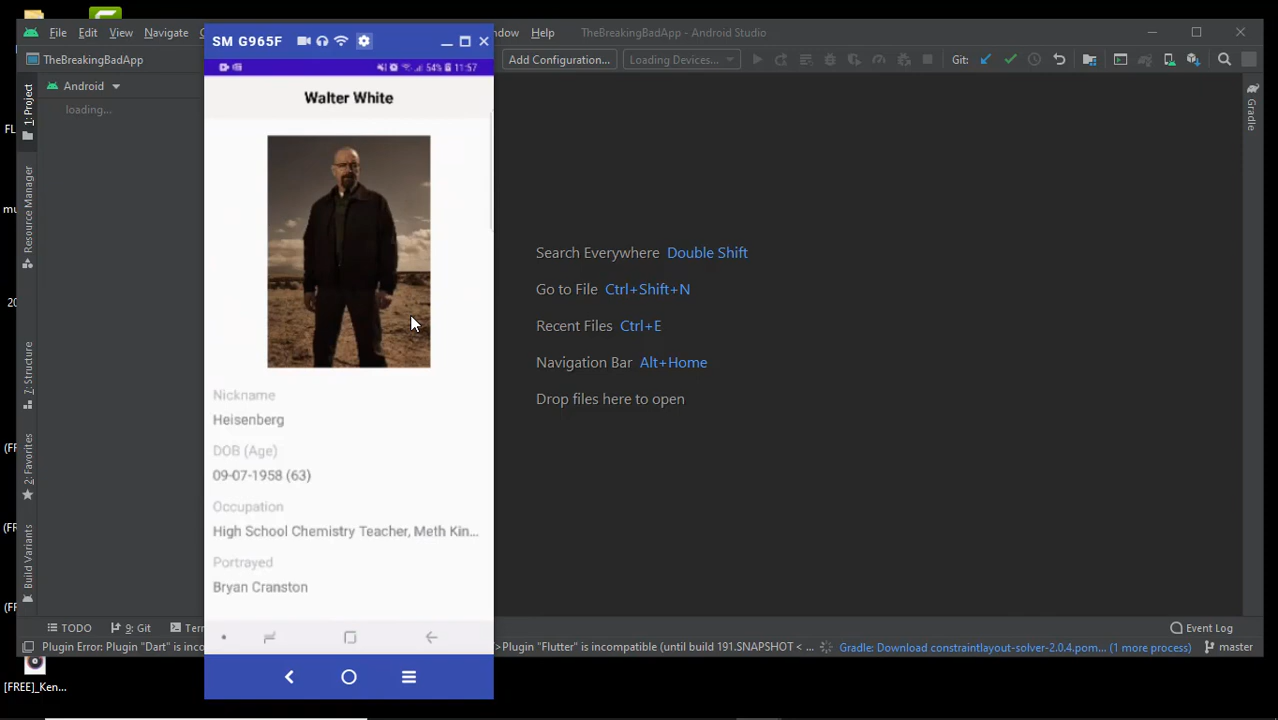 File Edit View Navigate
SM G965F
ndow Help TheBreakingBadApp - Android Studio
TheBreakingBadApp
Add Configuration...
Loading Devices...
Git:
54% 11:57
Android
loading...
1: Project
Resource Manager
7: Structure
2: Favorites
Build Variants
Gradle
Walter White
Nickname
Heisenberg
DOB (Age)
09-07-1958 (63)
Occupation
High School Chemistry Teacher, Meth Kin...
Portrayed
Bryan Cranston
Search Everywhere Double Shift
Go to File Ctrl+Shift+N
Recent Files Ctrl+E
Navigation Bar Alt+Home
Drop files here to open
TODO 9: Git Ter
Event Log
Plugin Error: Plugin "Dart" is inco
>Plugin "Flutter" is incompatible (until build 191.SNAPSHOT < ...
Gradle: Download constraintlayout-solver-2.0.4.pom... (1 more process)
master
[FREE]_Ken...